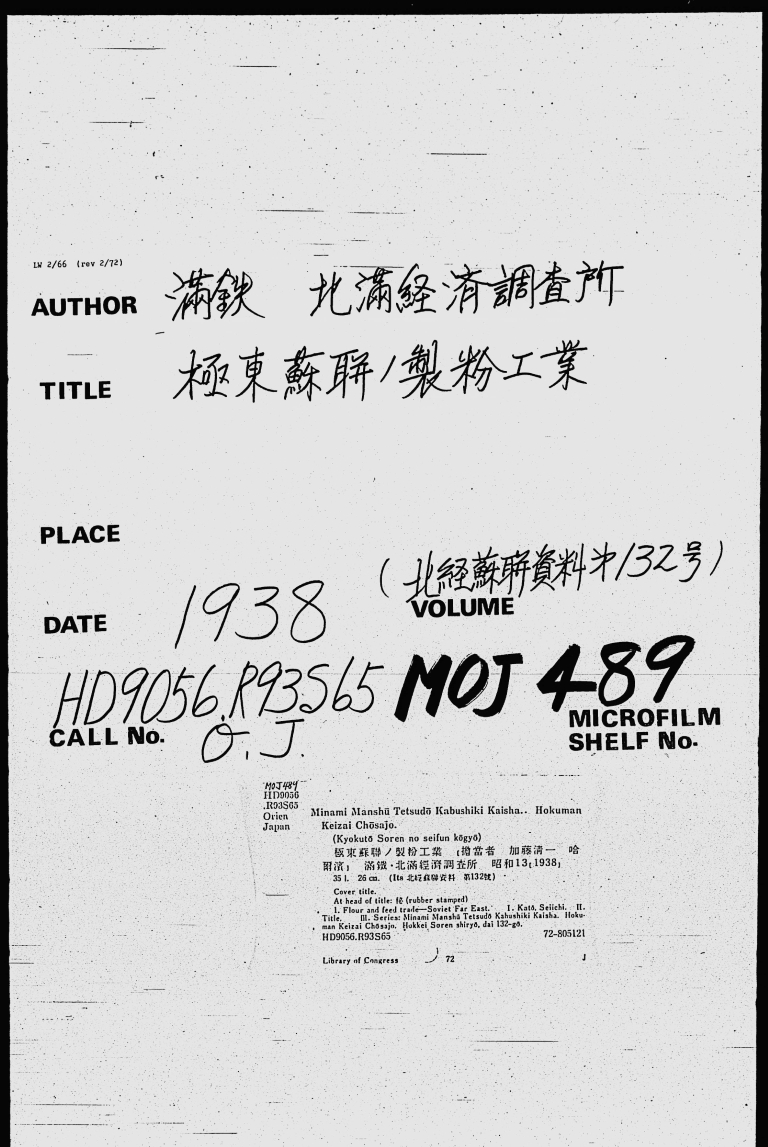 LW 2/66 (rev 2/72)
AUTHOR 滿鉄 北滿経済調査所
TITLE 極東蘇联ノ製粉工業
PLACE
(北経蘇联資料第132号)
DATE 1938 VOLUME
HD9056.R93S65 MOJ 489
CALL No. O.J. MICROFILM
SHELF No.
MOJ 489
HD9056
.R93S65
Orien
Japan
Minami Manshū Tetsudō Kabushiki Kaisha.. Hokuman
Keizai Chōsajo.
(Kyokutō Soren no seifun kōgyō)
極東蘇聯ノ製粉工業 [擔當者 加藤清一 哈
爾濱] 滿鐵・北滿經濟調査所 昭和13[1938]
35 l. 26 cm. (Its 北經蘇聯資料 第132號)
Cover title.
At head of title: 秘 (rubber stamped)
1. Flour and feed trade—Soviet Far East. I. Katō, Seiichi. II.
Title. III. Series: Minami Manshū Tetsudō Kabushiki Kaisha. Hoku-
man Keizai Chōsajo. Hokkei Soren shiryō, dai 132-gō.
HD9056.R93S65 72-805121
Library of Congress 72 J